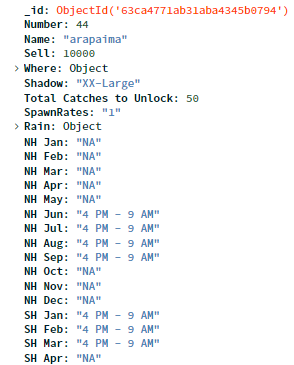 _id: ObjectId('63ca4771ab31aba4345b0794')
Number: 44
Name: "arapaima"
Sell: 10000
> Where: Object
Shadow: "XX-Large"
Total Catches to Unlock: 50
SpawnRates: "1"
> Rain: Object
NH Jan: "NA"
NH Feb: "NA"
NH Mar: "NA"
NH Apr: "NA"
NH May: "NA"
NH Jun: "4 PM – 9 AM"
NH Jul: "4 PM – 9 AM"
NH Aug: "4 PM – 9 AM"
NH Sep: "4 PM – 9 AM"
NH Oct: "NA"
NH Nov: "NA"
NH Dec: "NA"
SH Jan: "4 PM – 9 AM"
SH Feb: "4 PM – 9 AM"
SH Mar: "4 PM – 9 AM"
SH Apr: "NA"